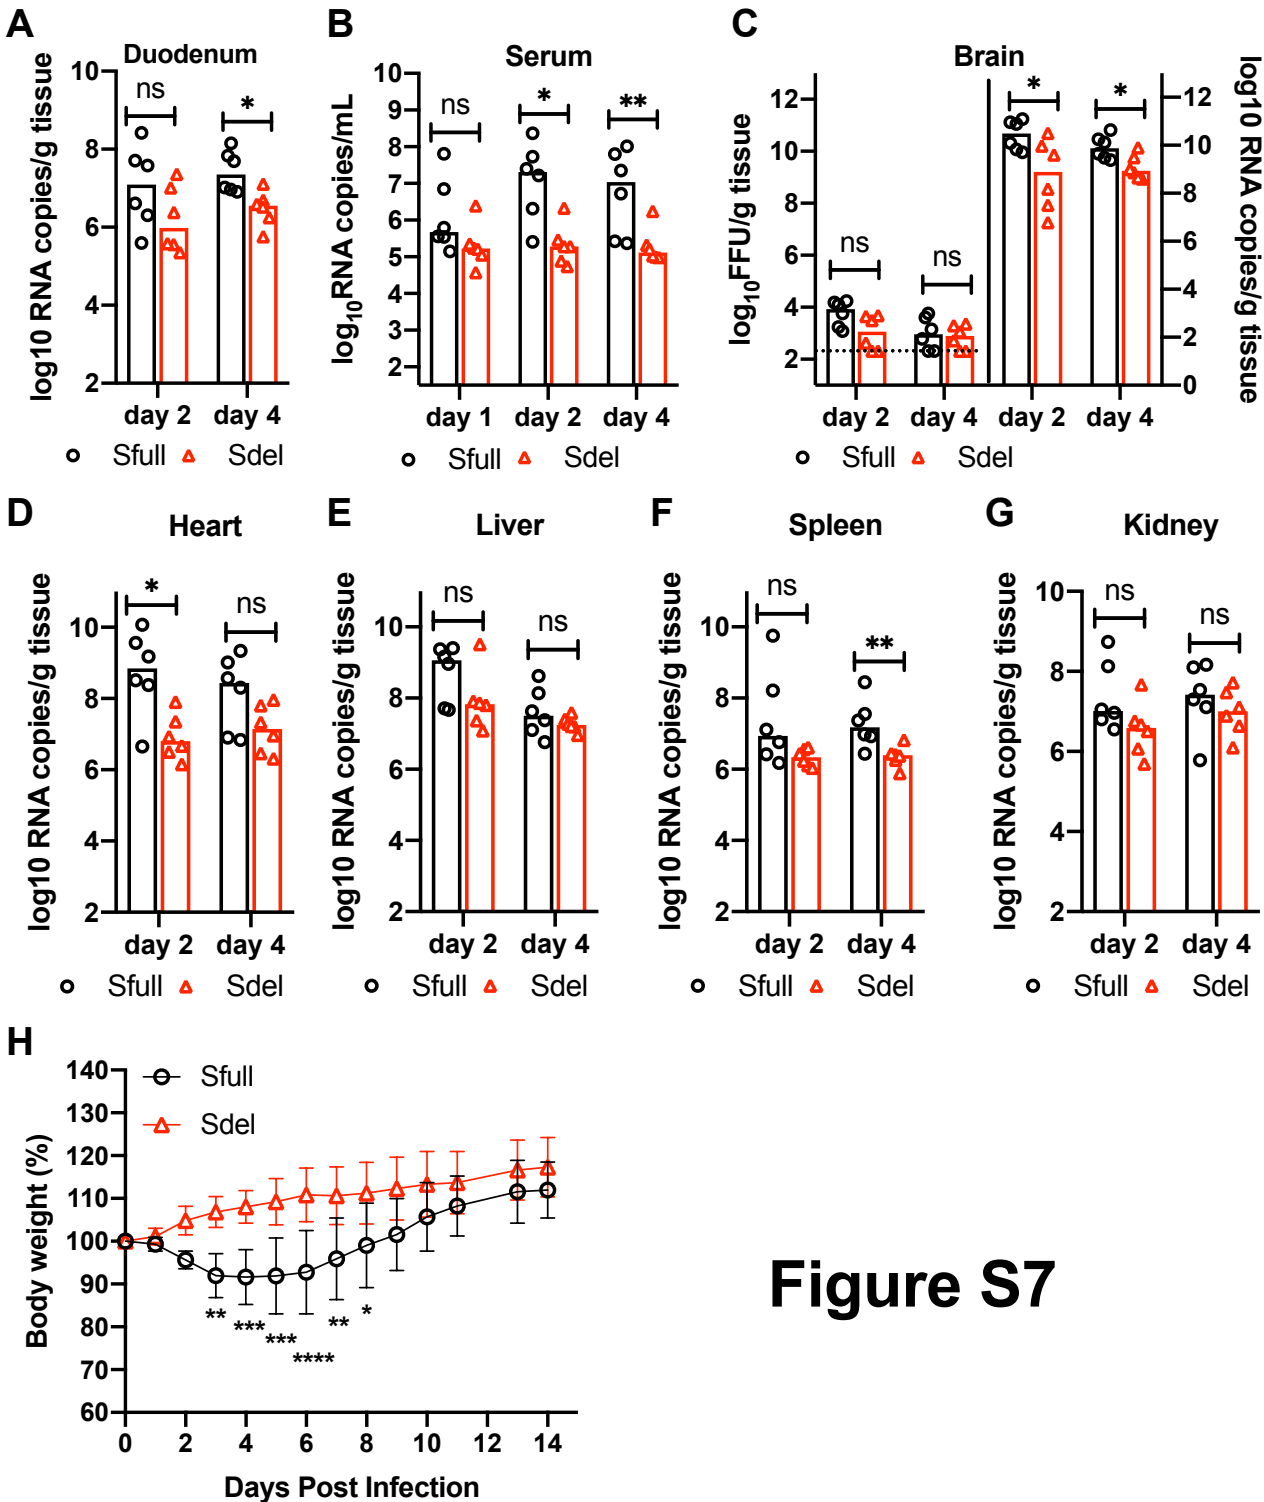 A
Duodenum
log10 RNA copies/g tissue
10
8
6
4
2
ns
*
day 2
day 4
Sfull
Sdel
B
Serum
log10RNA copies/mL
10
9
8
7
6
5
4
3
2
ns
*
**
day 1
day 2
day 4
Sfull
Sdel
C
Brain
log10FFU/g tissue
12
10
8
6
4
2
ns
ns
*
*
12
10
8
6
4
2
0
log10 RNA copies/g tissue
day 2
day 4
day 2
day 4
Sfull
Sdel
D
Heart
log10 RNA copies/g tissue
10
8
6
4
2
*
ns
day 2
day 4
Sfull
Sdel
E
Liver
log10 RNA copies/g tissue
10
8
6
4
2
ns
ns
day 2
day 4
Sfull
Sdel
F
Spleen
log10 RNA copies/g tissue
10
8
6
4
2
ns
**
day 2
day 4
Sfull
Sdel
G
Kidney
log10 RNA copies/g tissue
10
8
6
4
2
ns
ns
day 2
day 4
Sfull
Sdel
H
Body weight (%)
140
130
120
110
100
90
80
70
60
Sfull
Sdel
**
***
***
****
**
*
0 2 4 6 8 10 12 14
Days Post Infection
Figure S7